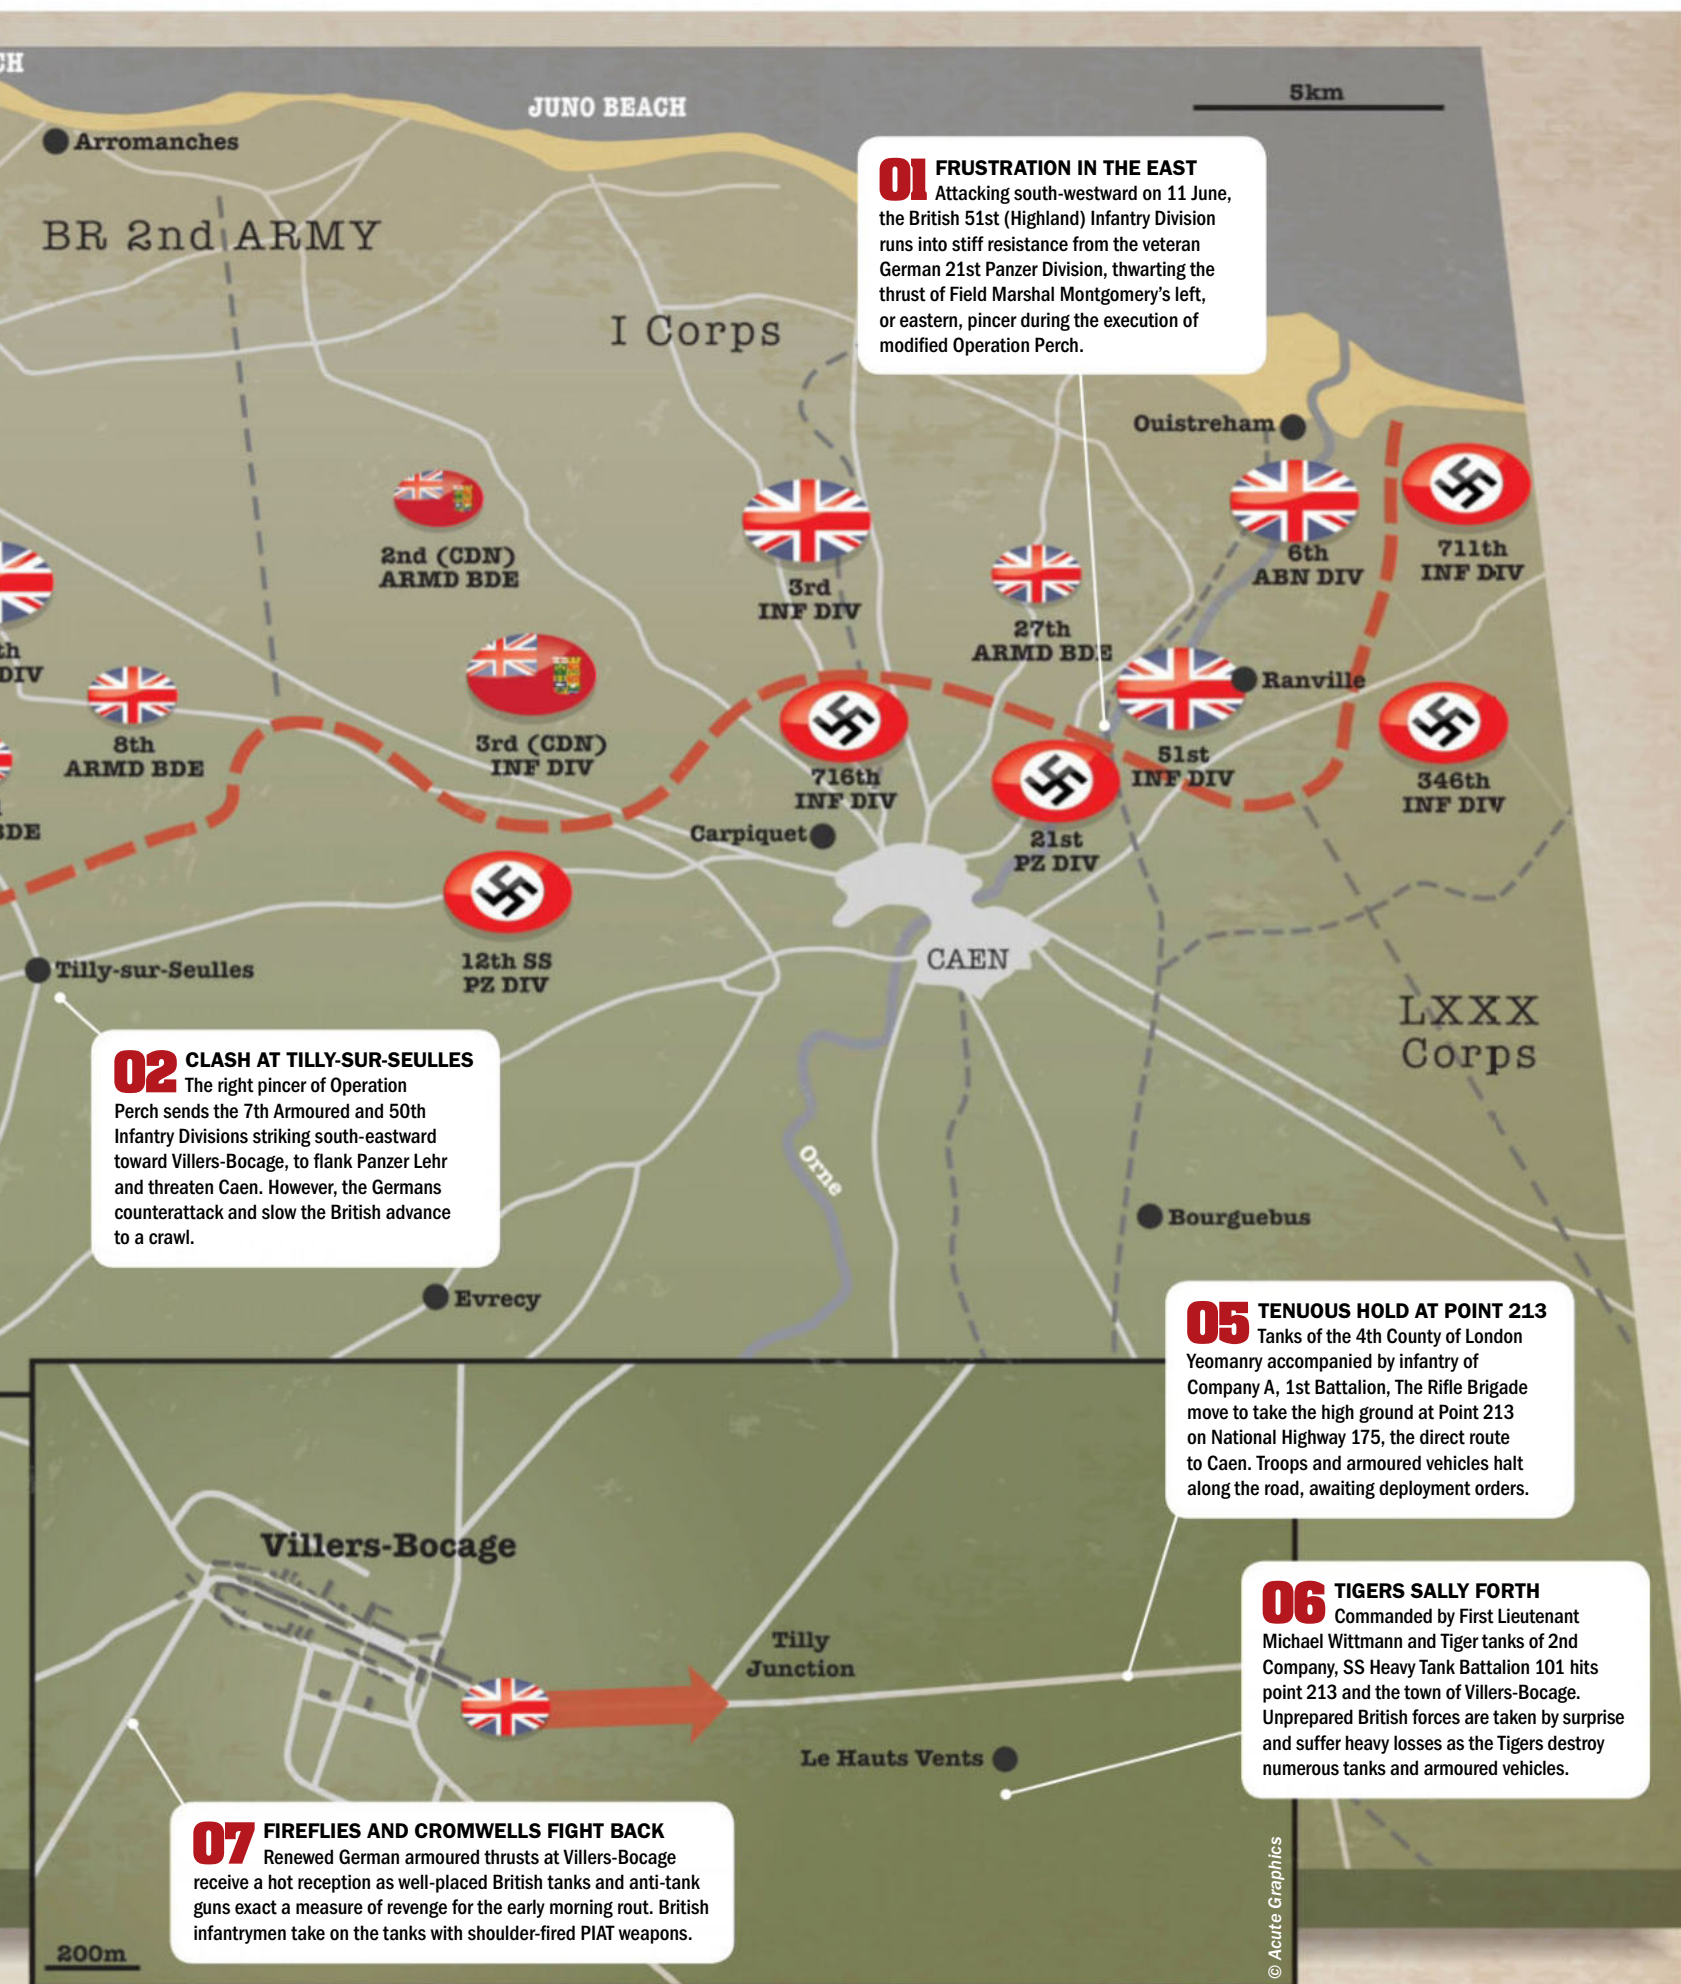 CH
JUNO BEACH
5km
Arromanches
BR 2nd ARMY
I Corps
01 FRUSTRATION IN THE EAST
Attacking south-westward on 11 June,
the British 51st (Highland) Infantry Division
runs into stiff resistance from the veteran
German 21st Panzer Division, thwarting the
thrust of Field Marshal Montgomery's left,
or eastern, pincer during the execution of
modified Operation Perch.
Ouistreham
2nd (CDN)
ARMD BDE
3rd
INF DIV
27th
ARMD BDE
6th
ABN DIV
711th
INF DIV
th
DIV
8th
ARMD BDE
3rd (CDN)
INF DIV
716th
INF DIV
Ranville
51st
INF DIV
346th
INF DIV
BDE
Carpiquet
21st
PZ DIV
12th SS
PZ DIV
CAEN
Tilly-sur-Seulles
LXXX
Corps
02 CLASH AT TILLY-SUR-SEULLES
The right pincer of Operation
Perch sends the 7th Armoured and 50th
Infantry Divisions striking south-eastward
toward Villers-Bocage, to flank Panzer Lehr
and threaten Caen. However, the Germans
counterattack and slow the British advance
to a crawl.
Orne
Bourguebus
Evrecy
05 TENUOUS HOLD AT POINT 213
Tanks of the 4th County of London
Yeomanry accompanied by infantry of
Company A, 1st Battalion, The Rifle Brigade
move to take the high ground at Point 213
on National Highway 175, the direct route
to Caen. Troops and armoured vehicles halt
along the road, awaiting deployment orders.
Villers-Bocage
Tilly
Junction
Le Hauts Vents
06 TIGERS SALLY FORTH
Commanded by First Lieutenant
Michael Wittmann and Tiger tanks of 2nd
Company, SS Heavy Tank Battalion 101 hits
point 213 and the town of Villers-Bocage.
Unprepared British forces are taken by surprise
and suffer heavy losses as the Tigers destroy
numerous tanks and armoured vehicles.
07 FIREFLIES AND CROMWELLS FIGHT BACK
Renewed German armoured thrusts at Villers-Bocage
receive a hot reception as well-placed British tanks and anti-tank
guns exact a measure of revenge for the early morning rout. British
infantrymen take on the tanks with shoulder-fired PIAT weapons.
200m
© Acute Graphics